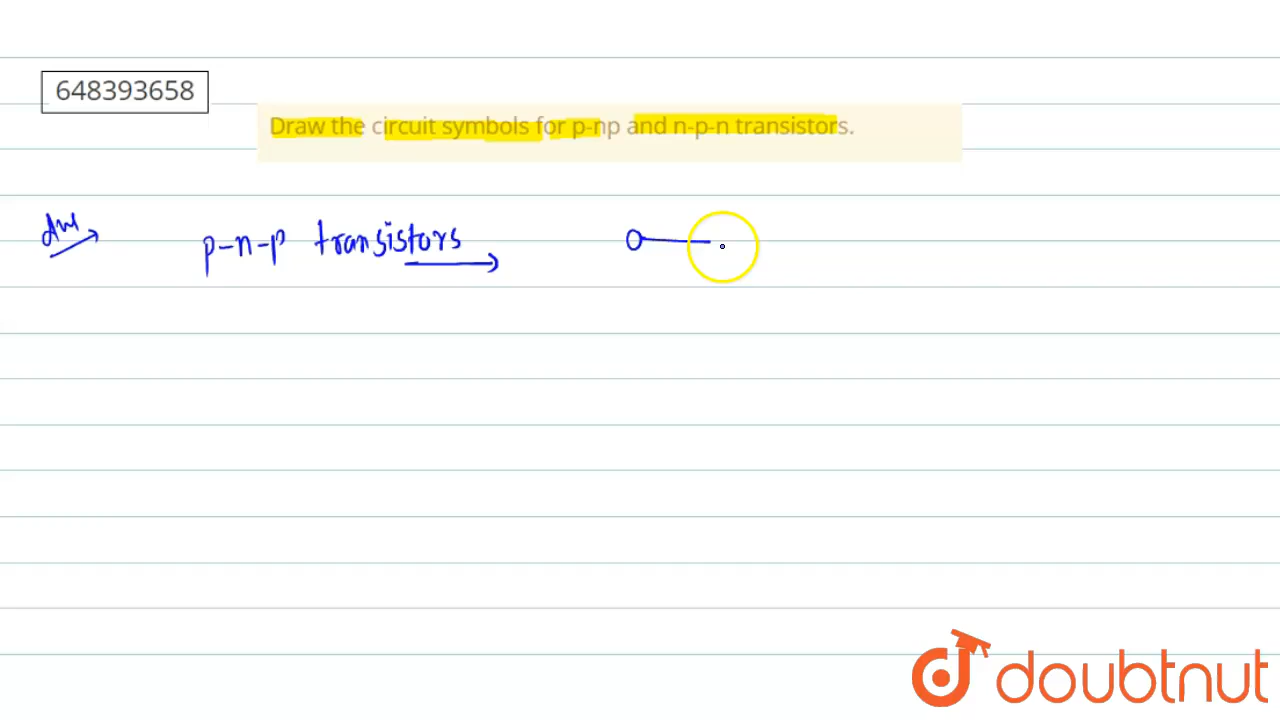 648393658
Draw the circuit symbols for p-np and n-p-n transistors.
Ans
p-n-p transistors
doubtnut